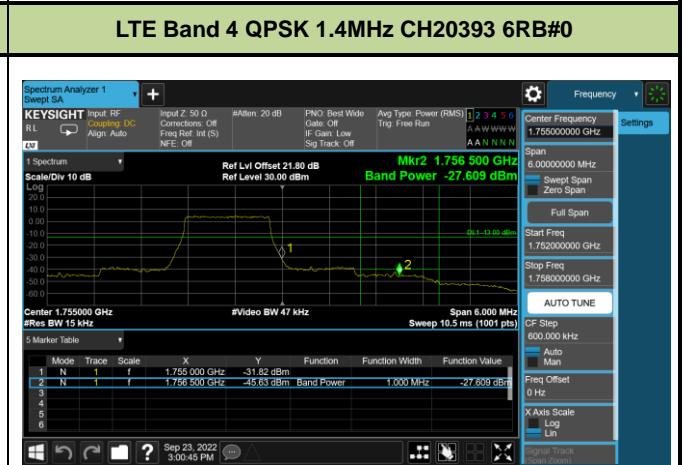 LTE Band 4 QPSK 1.4MHz CH20393 6RB#0
Spectrum Analyzer 1
Swept SA
+
Frequency
KEYSIGHT Input: RF Input Z: 50 Ω #Atten: 20 dB PNO: Best Wide Avg Type: Power (RMS) 1 2 3 4 5 6
RL Coupling: DC Corrections: Off Gate: Off Trig: Free Run A A W W W W
Align: Auto Freq Ref: Int (S) IF Gain: Low
LXI NFE: Off Sig Track: Off A A N N N N
1 Spectrum
Scale/Div 10 dB
Ref Lvl Offset 21.80 dB
Ref Level 30.00 dBm
Mkr2 1.756 500 GHz
Band Power -27.609 dBm
Log
20.0
10.0
0.00
-10.0
DL1 -13.00 dBm
-20.0
-30.0
-40.0
-50.0
-60.0
1
2
Center 1.755000 GHz #Video BW 47 kHz Span 6.000 MHz
#Res BW 15 kHz Sweep 10.5 ms (1001 pts)
5 Marker Table
Mode Trace Scale X Y Function Function Width Function Value
1 N 1 f 1.755 000 GHz -31.82 dBm
2 N 1 f 1.756 500 GHz -45.63 dBm Band Power 1.000 MHz -27.609 dBm
3
4
5
6
Sep 23, 2022
3:00:45 PM
?
Center Frequency
1.755000000 GHz
Settings
Span
6.00000000 MHz
Swept Span
Zero Span
Full Span
Start Freq
1.752000000 GHz
Stop Freq
1.758000000 GHz
AUTO TUNE
CF Step
600.000 kHz
Auto
Man
Freq Offset
0 Hz
X Axis Scale
Log
Lin
Signal Track
(Span Zoom)